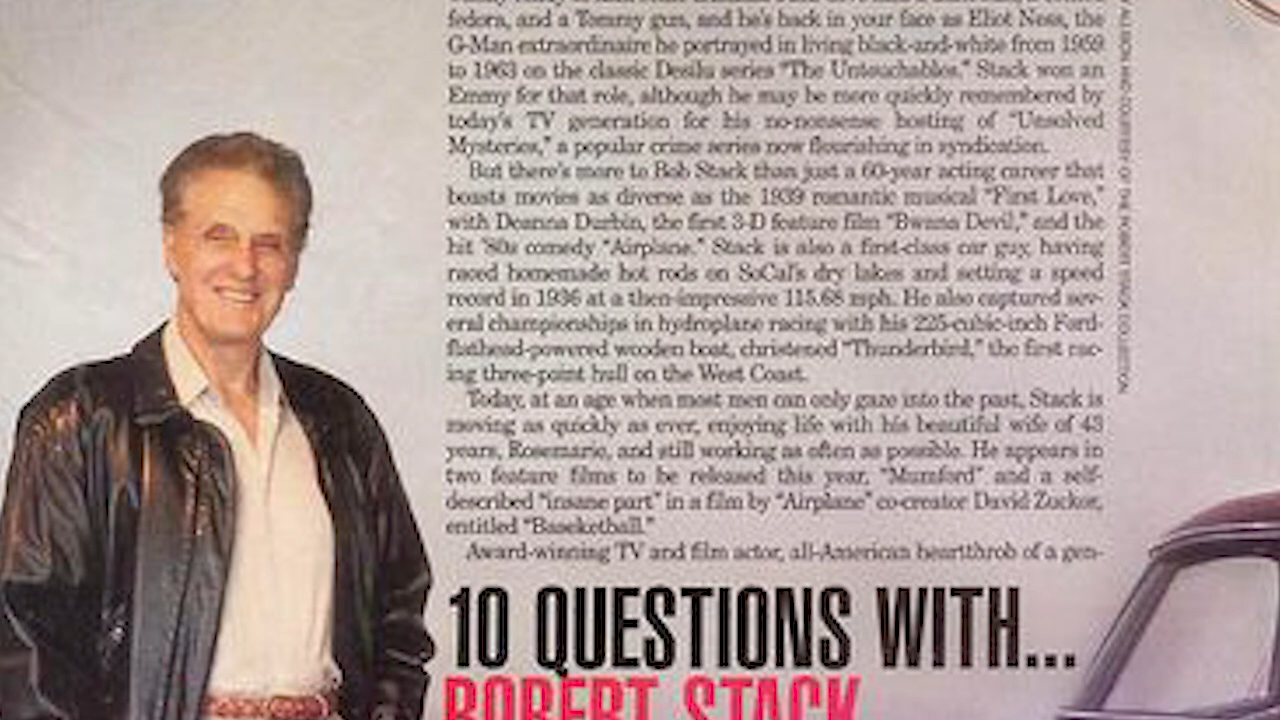 fedora, and a Tommy gun, and he's back in your face as Eliot Ness, the
G-Man extraordinaire he portrayed in living black-and-white from 1959
to 1963 on the classic Desilu series "The Untouchables." Stack won an
Emmy for that role, although he may be more quickly remembered by
today's TV generation for his no-nonsense hosting of "Unsolved
Mysteries," a popular crime series now flourishing in syndication.
But there's more to Bob Stack than just a 60-year acting career that
boasts movies as diverse as the 1939 romantic musical "First Love,"
with Deanna Durbin, the first 3-D feature film "Bwana Devil," and the
hit '80s comedy "Airplane." Stack is also a first-class car guy, having
raced homemade hot rods on SoCal's dry lakes and setting a speed
record in 1936 at a then-impressive 115.68 mph. He also captured sev-
eral championships in hydroplane racing with his 225-cubic-inch Ford-
flathead-powered wooden boat, christened "Thunderbird," the first rac-
ing three-point hull on the West Coast.
Today, at an age when most men can only gaze into the past, Stack is
moving as quickly as ever, enjoying life with his beautiful wife of 43
years, Rosemarie, and still working as often as possible. He appears in
two feature films to be released this year, "Mumford" and a self-
described "insane part" in a film by "Airplane" co-creator David Zucker,
entitled "Baseketball."
Award-winning TV and film actor, all-American heartthrob of a gen-
10 QUESTIONS WITH...
ROBERT STACK
COURTESY OF THE ROBERT STACK COLLECTION